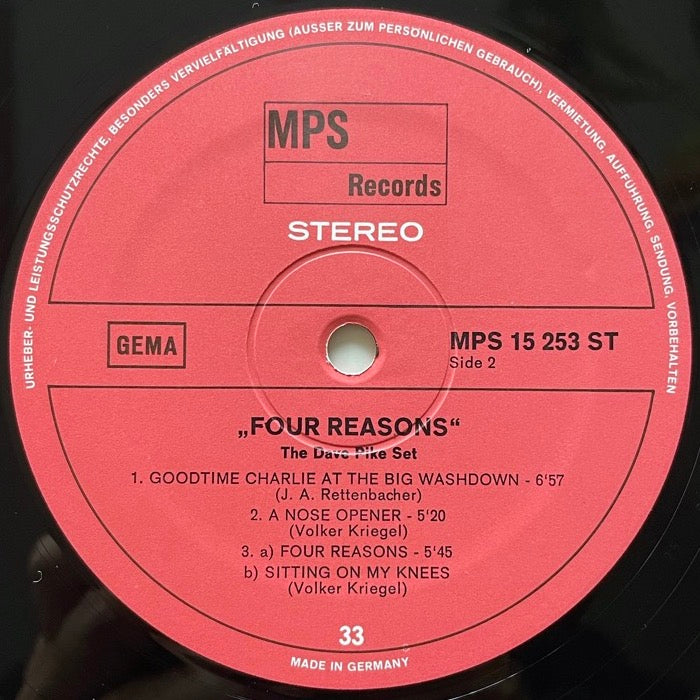 URHEBER- UND LEISTUNGSSCHUTZRECHTE, BESONDERS VERVIELFÄLTIGUNG (AUSSER ZUM PERSÖNLICHEN GEBRAUCH), VERMIETUNG, AUFFÜHRUNG, SENDUNG, VORBEHALTEN
MPS
Records
STEREO
GEMA
MPS 15 253 ST
Side 2
„FOUR REASONS“
The Dave Pike Set
1. GOODTIME CHARLIE AT THE BIG WASHDOWN - 6'57
(J. A. Rettenbacher)
2. A NOSE OPENER - 5'20
(Volker Kriegel)
3. a) FOUR REASONS - 5'45
b) SITTING ON MY KNEES
(Volker Kriegel)
33
MADE IN GERMANY